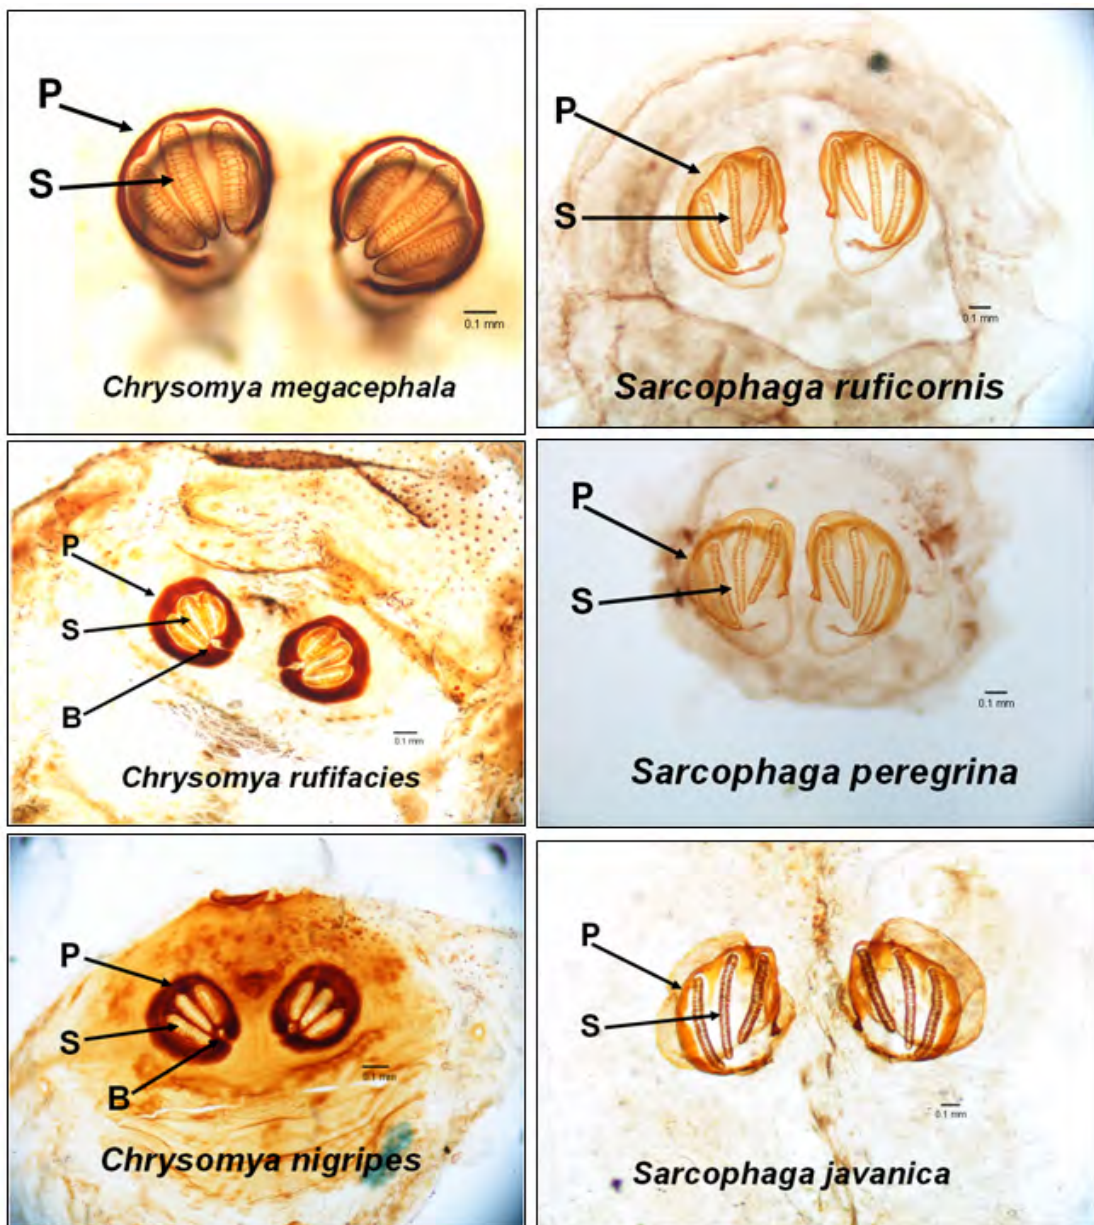 P
S
0.1 mm
Chrysomya megacephala
P
S
0.1 mm
Sarcophaga ruficornis
P
S
B
0.1 mm
Chrysomya rufifacies
P
S
0.1 mm
Sarcophaga peregrina
P
S
B
0.1 mm
Chrysomya nigripes
P
S
0.1 mm
Sarcophaga javanica